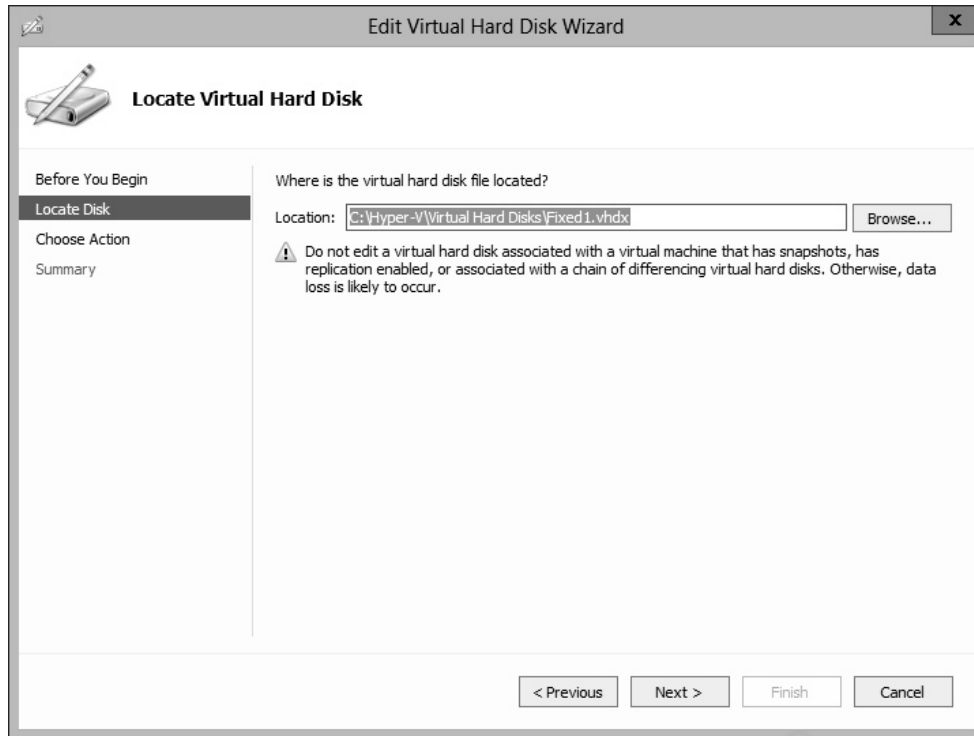 Edit Virtual Hard Disk Wizard
x
Locate Virtual Hard Disk
Before You Begin
Locate Disk
Choose Action
Summary
Where is the virtual hard disk file located?
Location: C:\Hyper-V\Virtual Hard Disks\Fixed1.vhdx Browse...
Do not edit a virtual hard disk associated with a virtual machine that has snapshots, has
replication enabled, or associated with a chain of differencing virtual hard disks. Otherwise, data
loss is likely to occur.
< Previous Next > Finish Cancel